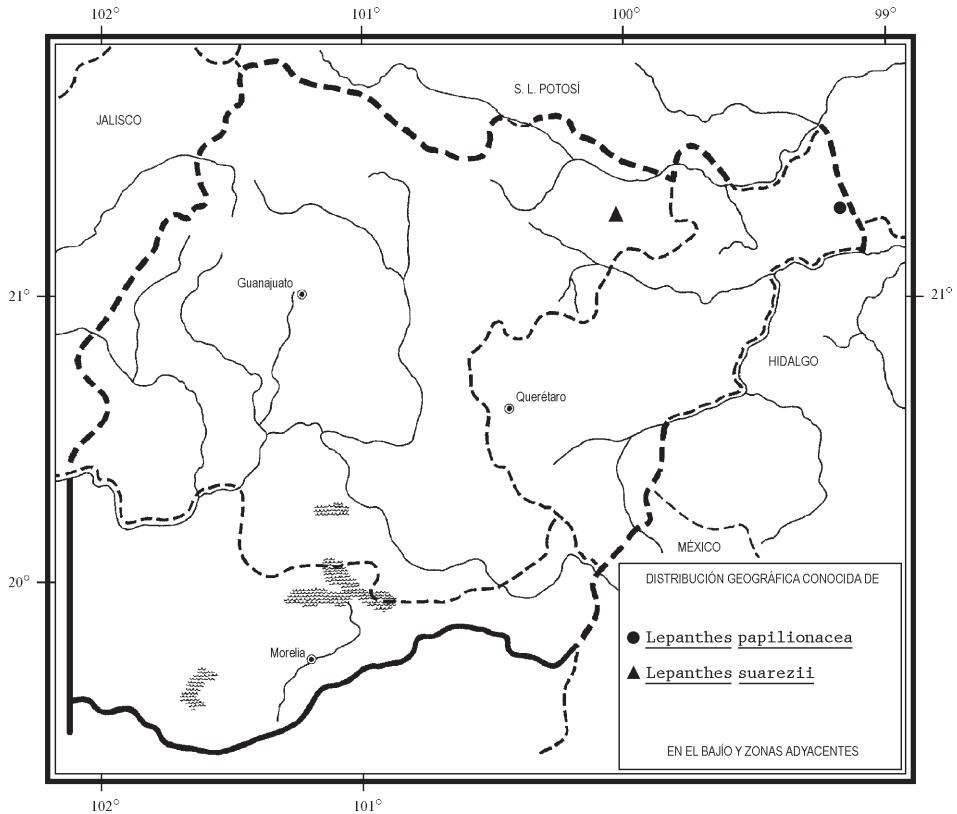 102° 101° 100° 99°
S. L. POTOSÍ
JALISCO
Guanajuato
21° 21°
HIDALGO
Querétaro
MÉXICO
20°
DISTRIBUCIÓN GEOGRÁFICA CONOCIDA DE
Lepanthes papilionacea
Morelia
Lepanthes suarezii
EN EL BAJÍO Y ZONAS ADYACENTES
102° 101°